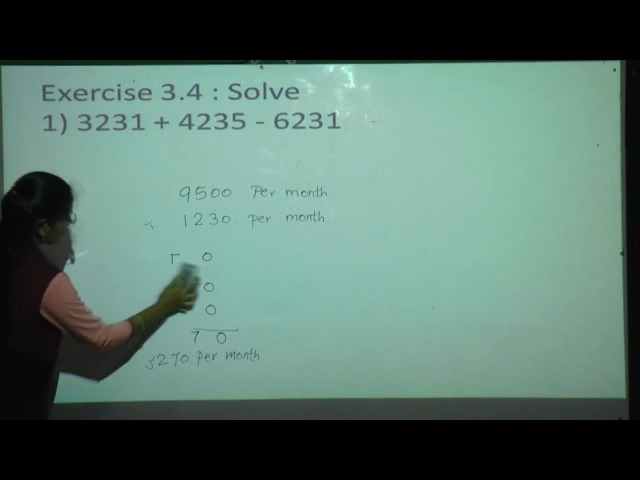 Exercise 3.4 : Solve
1) 3231 + 4235 - 6231
9500 Per month.
1230 per month.
0
0
0
7 0
270 per month.